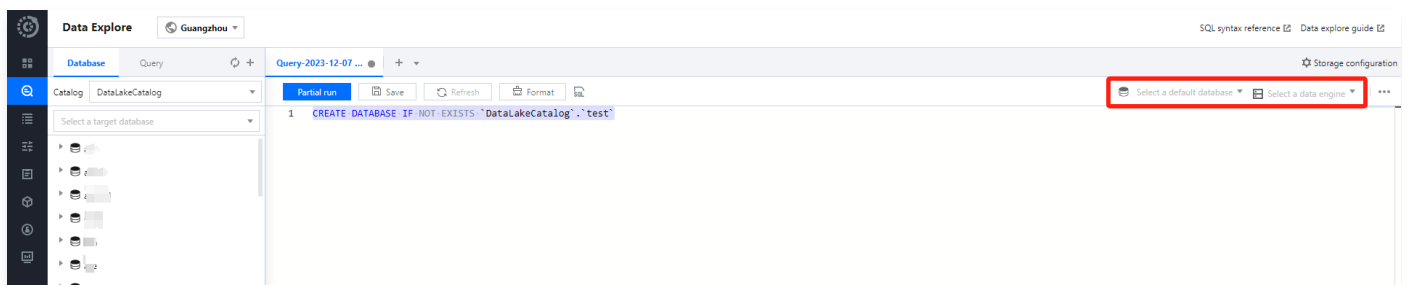 Data Explore
Guangzhou
SQL syntax reference
Data explore guide
Database
Query
Query-2023-12-07 ...
Storage configuration
Catalog
DataLakeCatalog
Partial run
Save
Refresh
Format
SQL
Select a default database
Select a data engine
Select a target database
1 CREATE DATABASE IF NOT EXISTS `DataLakeCatalog`.`test`